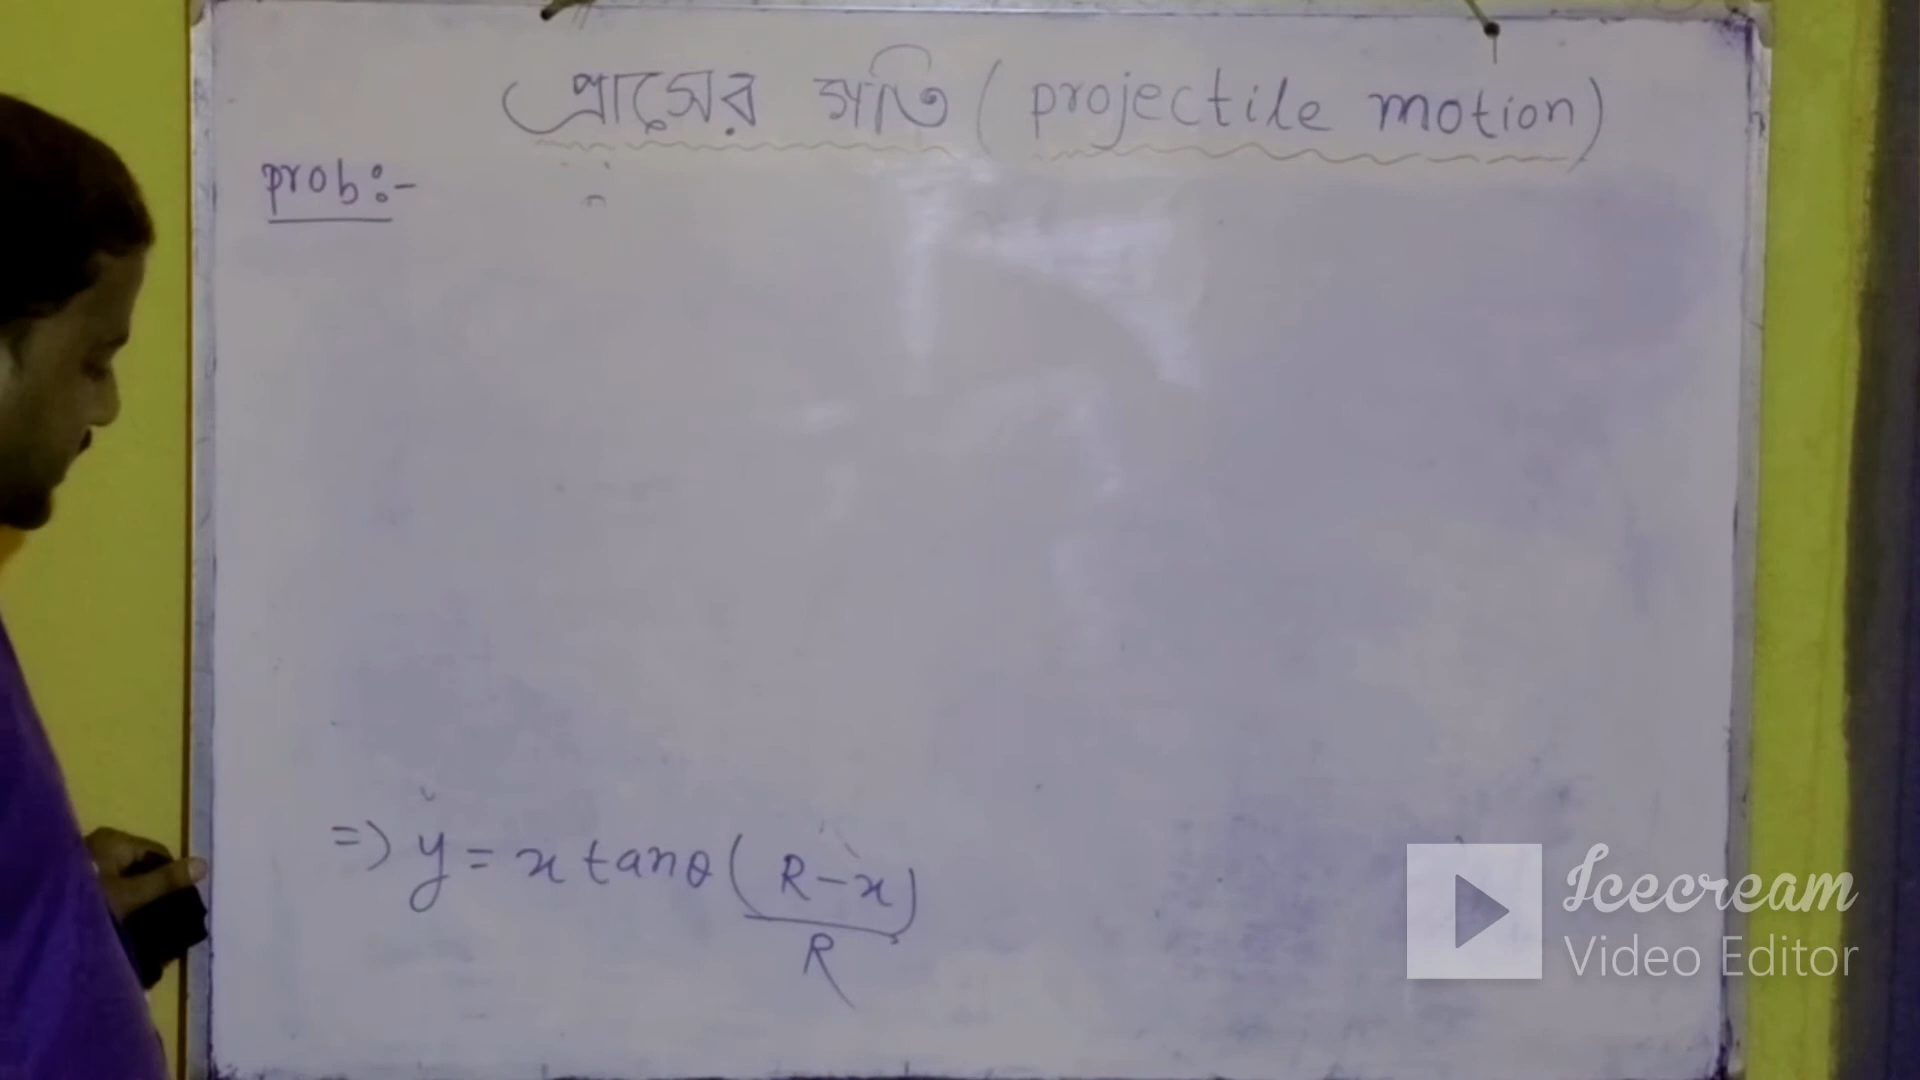 প্রাসের গতি ( projectile motion)
prob:-
=) y = x tanθ ( R-x)
R
Icecream
Video Editor